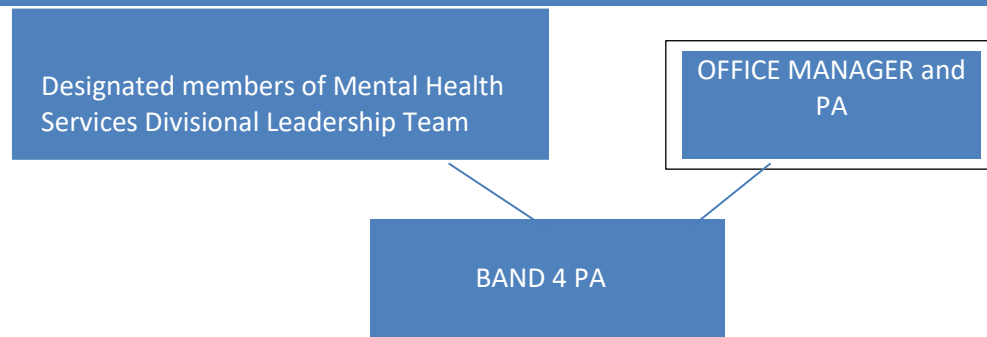 Designated members of Mental Health
Services Divisional Leadership Team
OFFICE MANAGER and
PA
BAND 4 PA